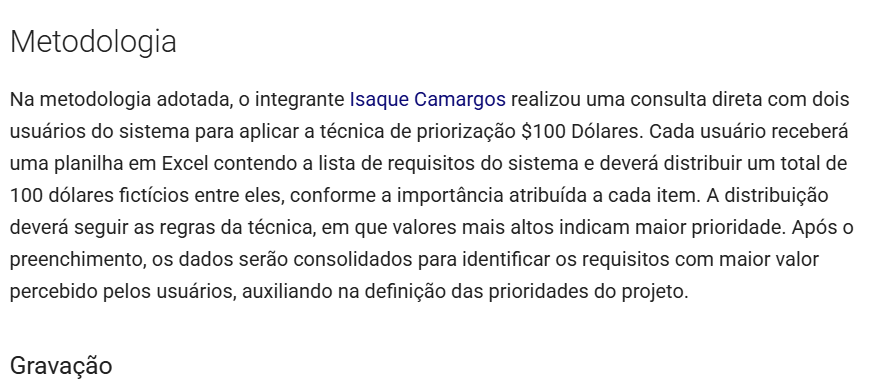 Metodologia
Na metodologia adotada, o integrante Isaque Camargos realizou uma consulta direta com dois
usuários do sistema para aplicar a técnica de priorização $100 Dólares. Cada usuário receberá
uma planilha em Excel contendo a lista de requisitos do sistema e deverá distribuir um total de
100 dólares fictícios entre eles, conforme a importância atribuída a cada item. A distribuição
deverá seguir as regras da técnica, em que valores mais altos indicam maior prioridade. Após o
preenchimento, os dados serão consolidados para identificar os requisitos com maior valor
percebido pelos usuários, auxiliando na definição das prioridades do projeto.
Gravação